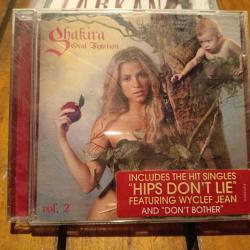 Shakira
Oral Fixation
vol. 2
INCLUDES THE HIT SINGLES
"HIPS DON'T LIE"
FEATURING WYCLEF JEAN
AND "DON'T BOTHER"